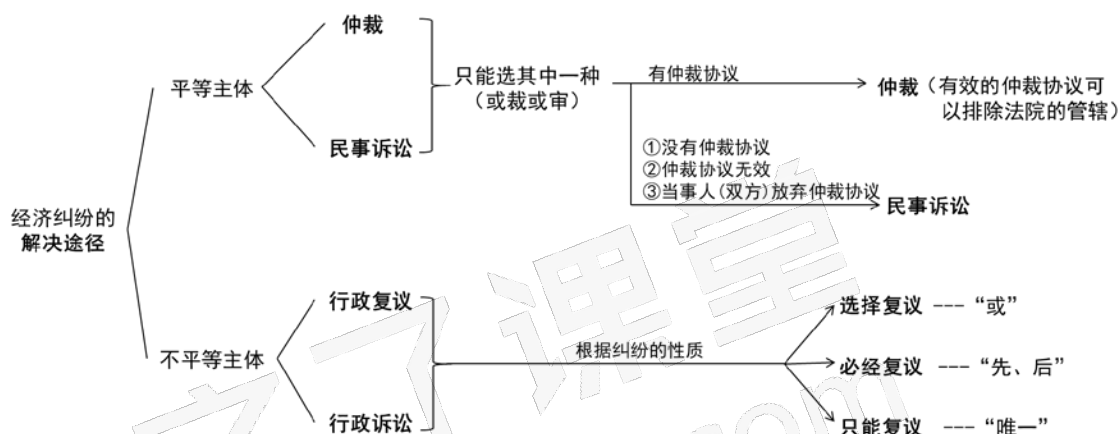 仲裁
平等主体
只能选其中一种
（或裁或审）
有仲裁协议
仲裁（有效的仲裁协议可
以排除法院的管辖）
民事诉讼
①没有仲裁协议
②仲裁协议无效
③当事人(双方)放弃仲裁协议
民事诉讼
经济纠纷的
解决途径
行政复议
选择复议 --- “或”
不平等主体
根据纠纷的性质
必经复议 --- “先、后”
行政诉讼
只能复议 --- “唯一”
之了课堂
com